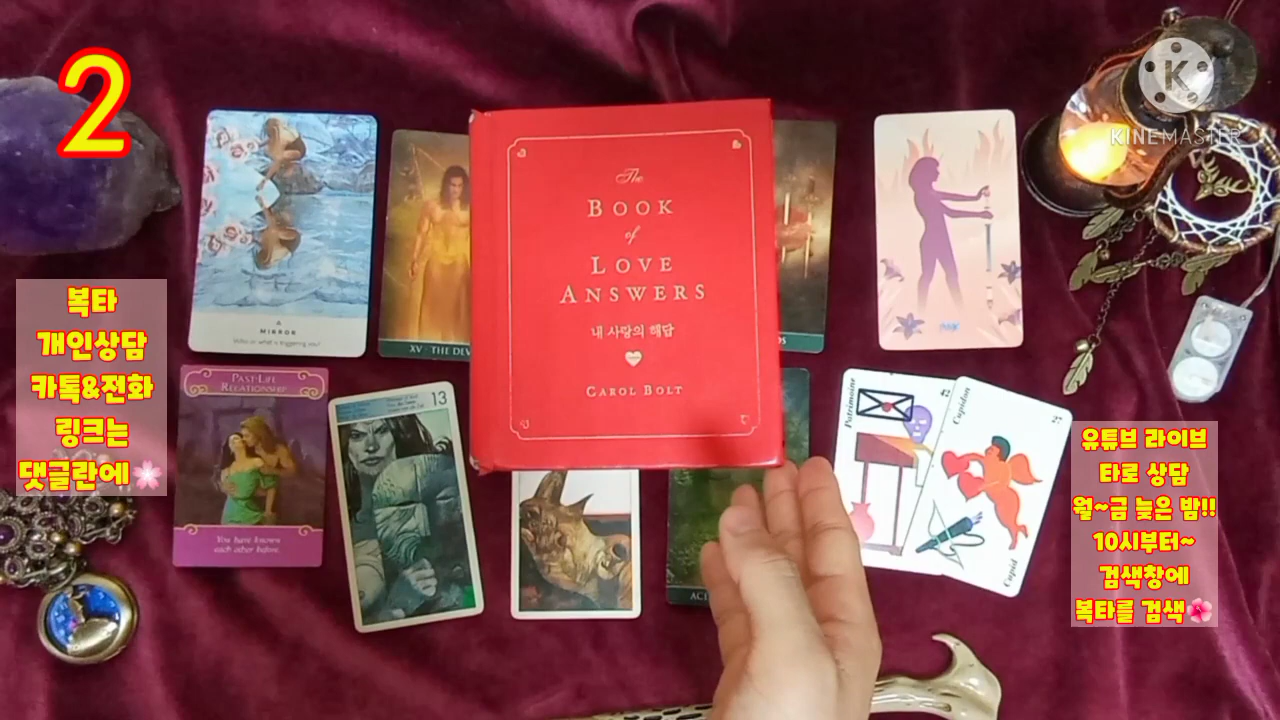 2
KINEMASTER
A
MIRROR
XV · THE DEV
The
BOOK
of
LOVE
ANSWERS
내 사랑의 해답
CAROL BOLT
복타
개인상담
카톡&전화
링크는
댓글란에🌸
PAST-LIFE
RELATIONSHIP
You have known
each other before.
13
Patrimoine
Cupidon
Cupid
유튜브 라이브
타로 상담
월~금 늦은 밤!!
10시부터~
검색창에
복타를 검색🌺